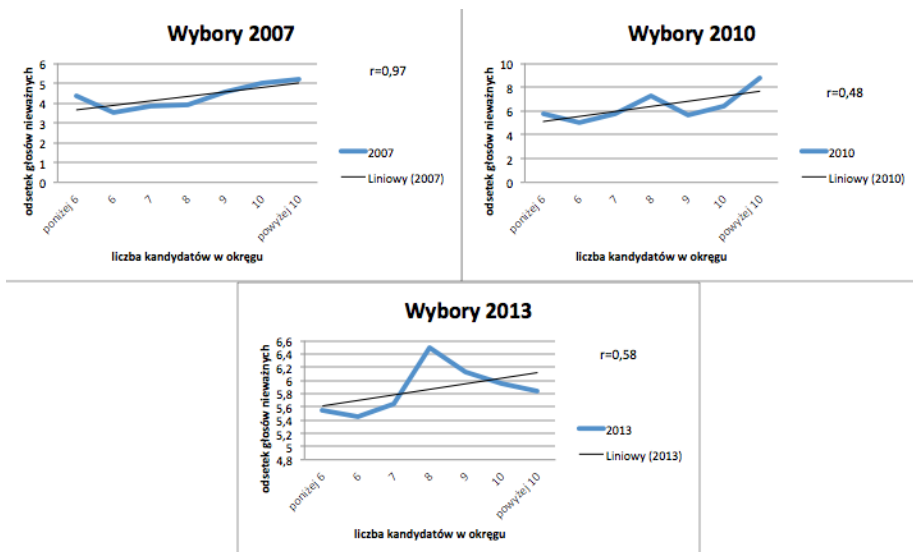 Wybory 2007
r=0,97
odsetek głosów nieważnych
6
5
4
3
2
1
0
poniżej 6
6
7
8
9
10
powyżej 10
liczba kandydatów w okręgu
2007
Liniowy (2007)
Wybory 2010
r=0,48
odsetek głosów nieważnych
10
8
6
4
2
0
poniżej 6
6
7
8
9
10
powyżej 10
liczba kandydatów w okręgu
2010
Liniowy (2010)
Wybory 2013
r=0,58
odsetek głosów nieważnych
6,6
6,4
6,2
6
5,8
5,6
5,4
5,2
5
4,8
poniżej 6
6
7
8
9
10
powyżej 10
liczba kandydatów w okręgu
2013
Liniowy (2013)